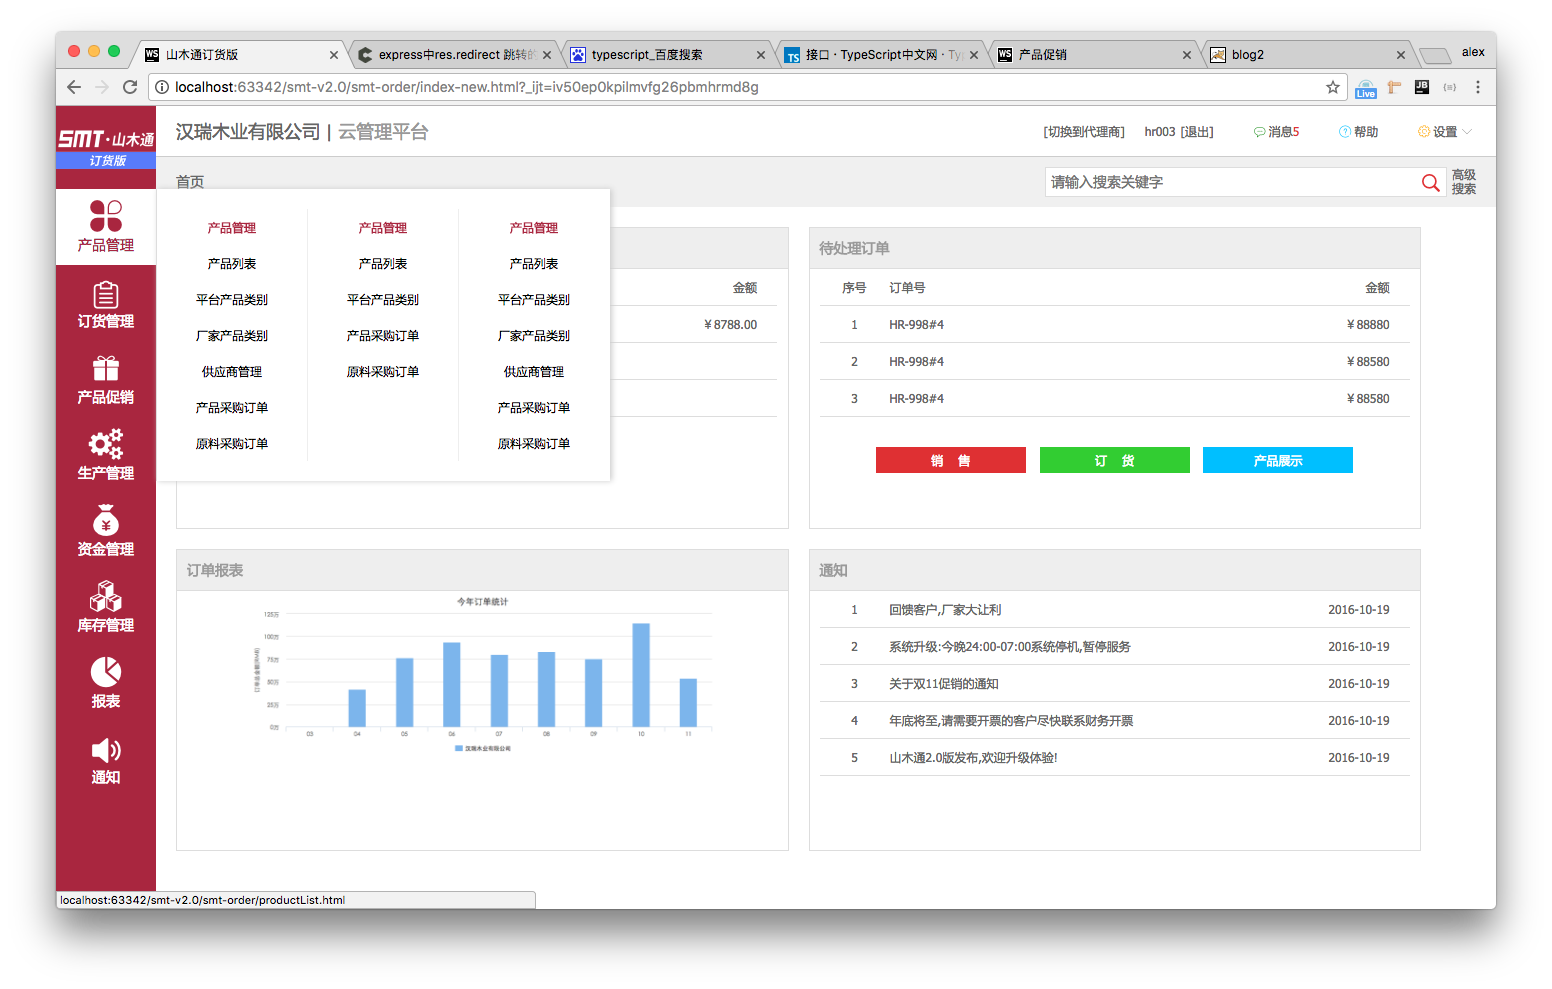 山木通订货版
express中res.redirect 跳转的
typescript_百度搜索
接口 · TypeScript中文网 · Typ
产品促销
blog2
alex
localhost:63342/smt-v2.0/smt-order/index-new.html?_ijt=iv50ep0kpilmvfg26pbmhrmd8g
Live
SMT·山木通
订货版
汉瑞木业有限公司 | 云管理平台
[切换到代理商]
hr003 [退出]
消息5
帮助
设置
首页
请输入搜索关键字
高级
搜索
产品管理
订货管理
产品促销
生产管理
资金管理
库存管理
报表
通知
产品管理
产品列表
平台产品类别
厂家产品类别
供应商管理
产品采购订单
原料采购订单
产品管理
产品列表
平台产品类别
产品采购订单
原料采购订单
产品管理
产品列表
平台产品类别
厂家产品类别
供应商管理
产品采购订单
原料采购订单
金额
¥8788.00
待处理订单
序号 订单号 金额
1 HR-998#4 ¥88880
2 HR-998#4 ¥88580
3 HR-998#4 ¥88580
销 售
订 货
产品展示
订单报表
今年订单统计
125万
100万
75万
50万
25万
0万
03 04 05 06 07 08 09 10 11
汉瑞木业有限公司
通知
1 回馈客户,厂家大让利 2016-10-19
2 系统升级:今晚24:00-07:00系统停机,暂停服务 2016-10-19
3 关于双11促销的通知 2016-10-19
4 年底将至,请需要开票的客户尽快联系财务开票 2016-10-19
5 山木通2.0版发布,欢迎升级体验! 2016-10-19
localhost:63342/smt-v2.0/smt-order/productList.html